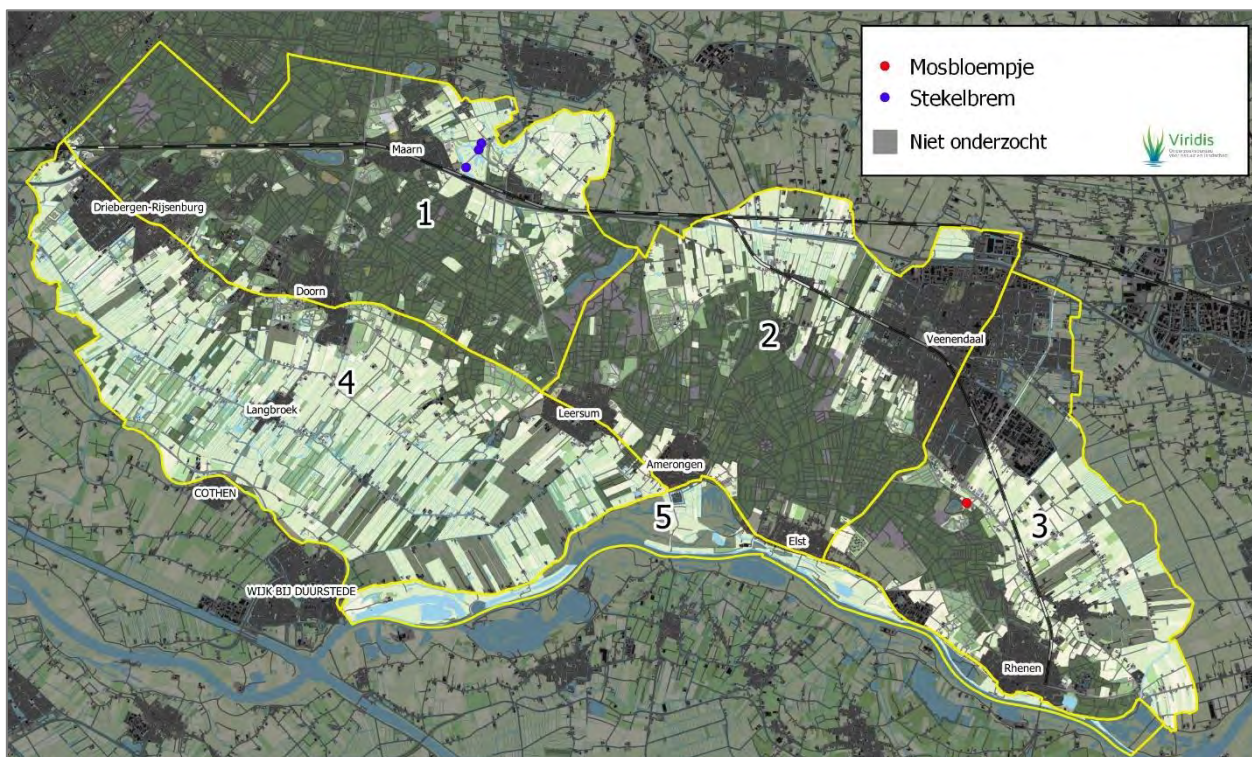 Mosbloempje
Stekelbrem
Niet onderzocht
Viridis
Maarn
1
Driebergen-Rijsenburg
Doorn
2
Veenendaal
4
Langbroek
Leersum
Amerongen
COTHEN
5
Elst
3
WIJK BIJ DUURSTEDE
Rhenen